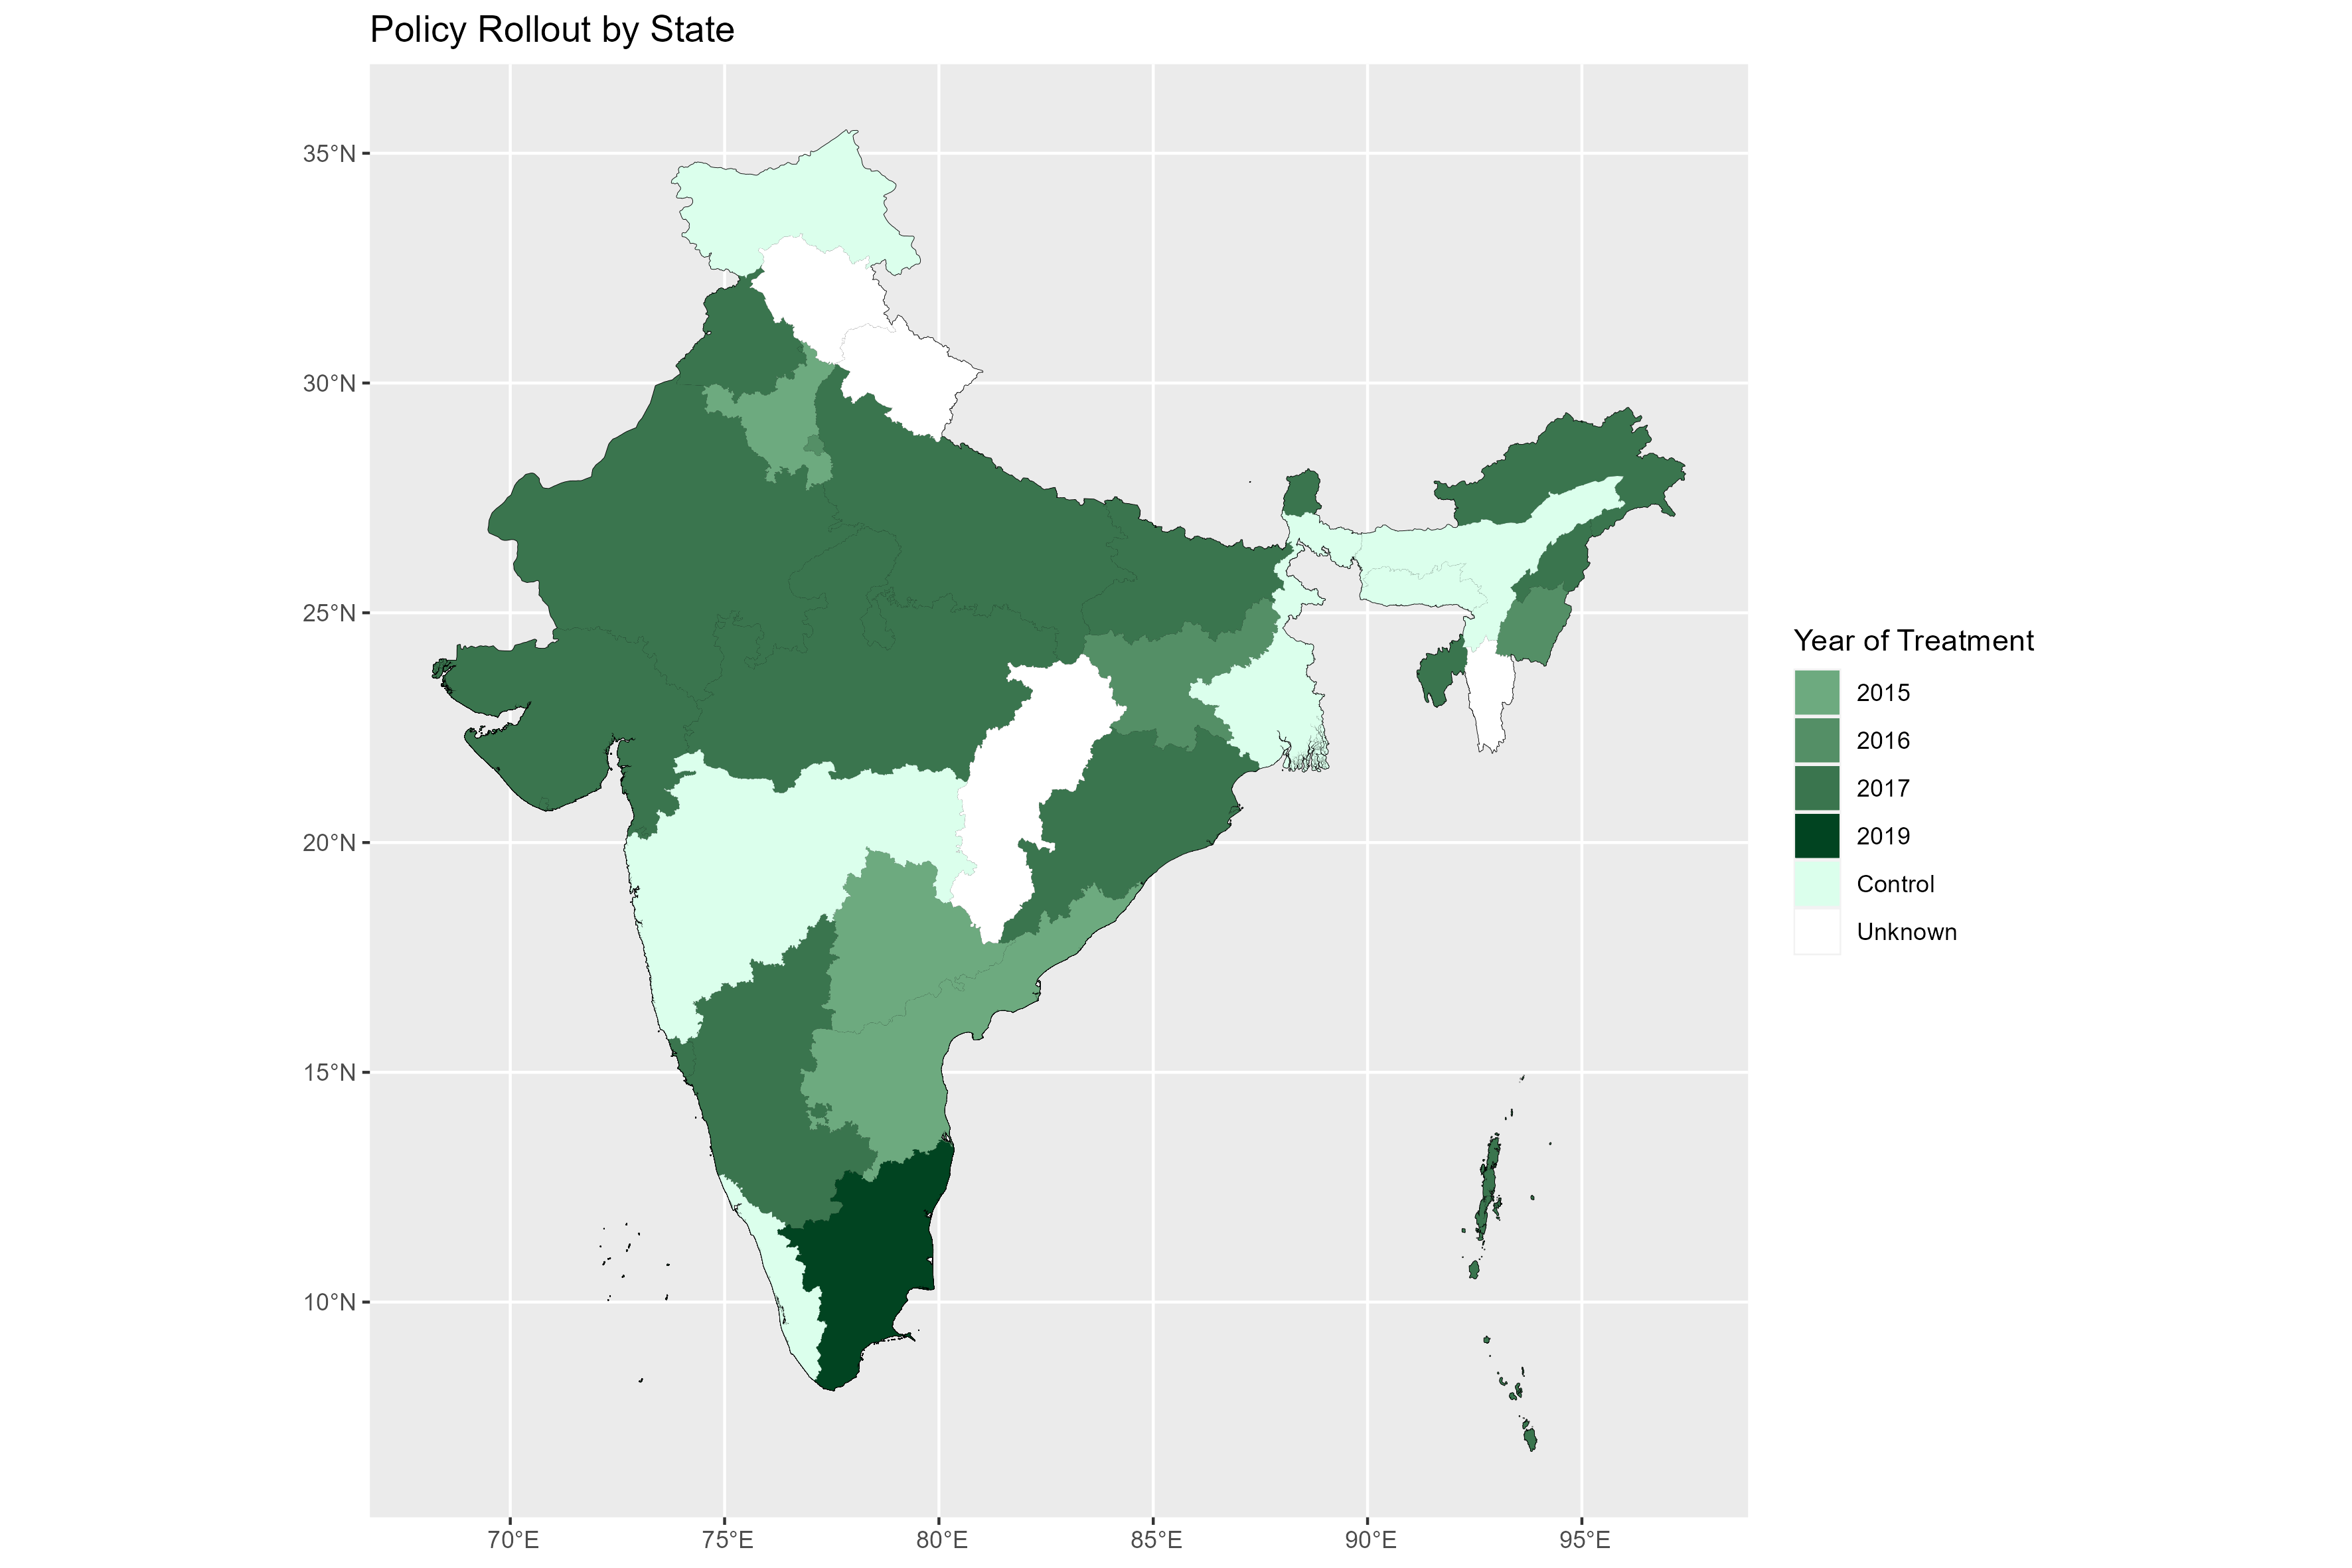 Policy Rollout by State
35°N
30°N
25°N
20°N
15°N
10°N
70°E
75°E
80°E
85°E
90°E
95°E
Year of Treatment
2015
2016
2017
2019
Control
Unknown